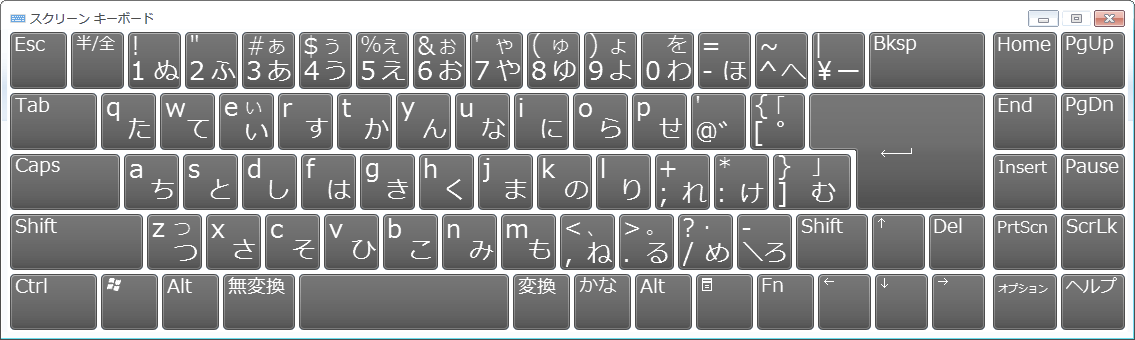 スクリーン キーボード
Esc 半/全 ! 1 ぬ " 2 ふ # ぁ 3 あ $ ぅ 4 う % ぇ 5 え & ぉ 6 お ' ゃ 7 や ( ゅ 8 ゆ ) ょ 9 よ を 0 わ = - ほ ~ ^ へ | ¥ ー Bksp Home PgUp
Tab q た w て e ぃ い r す t か y ん u な i に o ら p せ ' @ ゛ { 「 [ ゜ End PgDn
Caps a ち s と d し f は g き h く j ま k の l り + ; れ * : け } 」 ] む Insert Pause
Shift z っ つ x さ c そ v ひ b こ n み m も < 、 , ね > 。 . る ? ・ / め - \ ろ Shift ↑ Del PrtScn ScrLk
Ctrl Alt 無変換 変換 かな Alt Fn ← ↓ → オプション ヘルプ